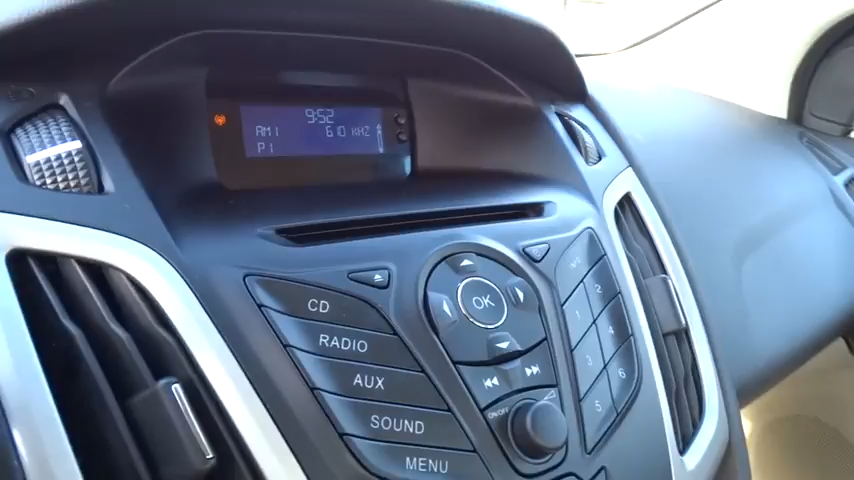 9:52
AM1 610 KHZ
P1
CD
RADIO
AUX
SOUND
MENU
OK
ON/OFF
1 2
3 4
5 6